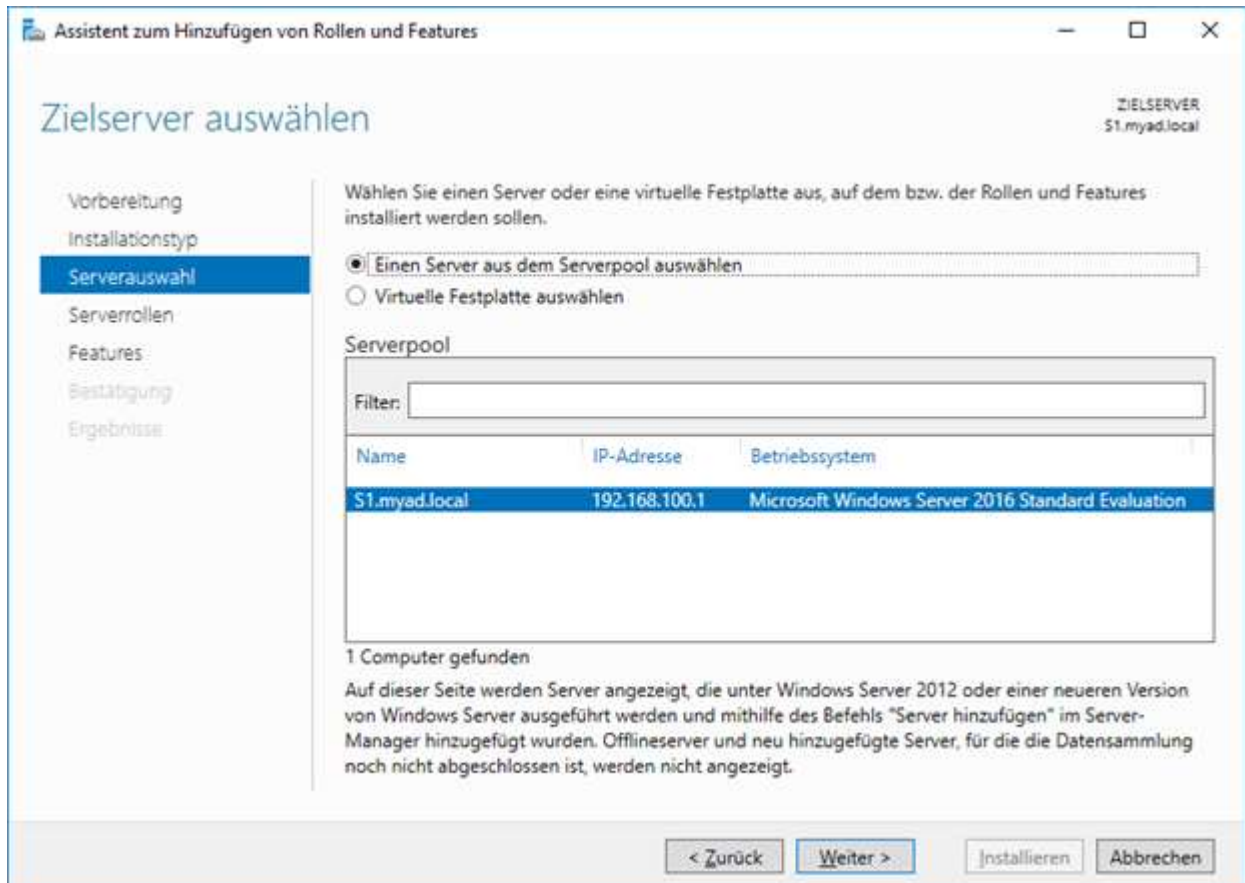 Assistent zum Hinzufügen von Rollen und Features
Zielserver auswählen
ZIELSERVER
S1.myad.local
Vorbereitung
Installationstyp
Serverauswahl
Serverrollen
Features
Bestätigung
Ergebnisse
Wählen Sie einen Server oder eine virtuelle Festplatte aus, auf dem bzw. der Rollen und Features
installiert werden sollen.
Einen Server aus dem Serverpool auswählen
Virtuelle Festplatte auswählen
Serverpool
Filter:
Name IP-Adresse Betriebssystem
S1.myad.local 192.168.100.1 Microsoft Windows Server 2016 Standard Evaluation
1 Computer gefunden
Auf dieser Seite werden Server angezeigt, die unter Windows Server 2012 oder einer neueren Version
von Windows Server ausgeführt werden und mithilfe des Befehls "Server hinzufügen" im Server-
Manager hinzugefügt wurden. Offlineserver und neu hinzugefügte Server, für die die Datensammlung
noch nicht abgeschlossen ist, werden nicht angezeigt.
< Zurück Weiter > Installieren Abbrechen